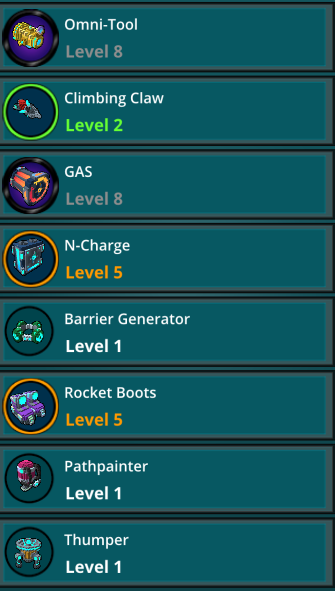 Omni-Tool
Level 8
Climbing Claw
Level 2
GAS
Level 8
N-Charge
Level 5
Barrier Generator
Level 1
Rocket Boots
Level 5
Pathpainter
Level 1
Thumper
Level 1